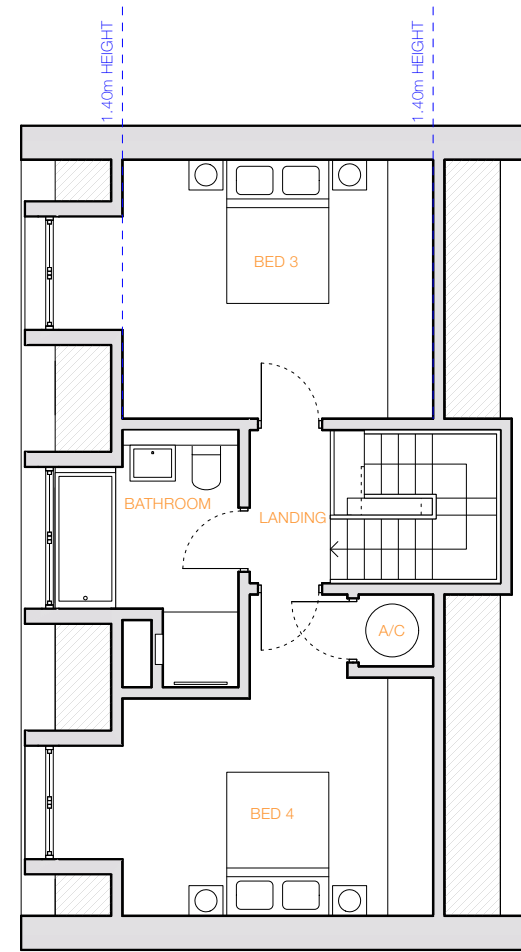 1.40m HEIGHT
1.40m HEIGHT
BED 3
BATHROOM
LANDING
A/C
BED 4